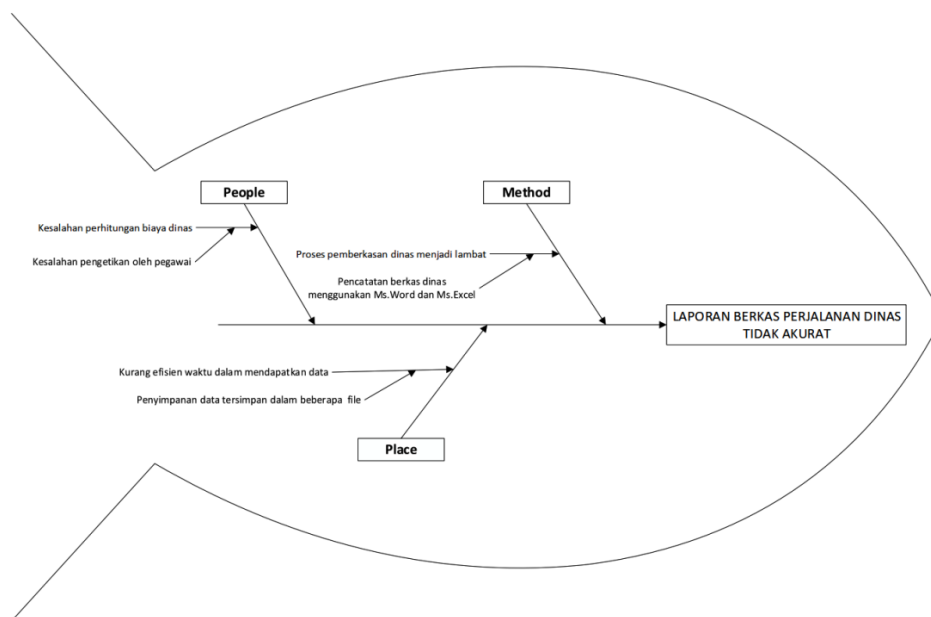 People
Method
Kesalahan perhitungan biaya dinas
Kesalahan pengetikan oleh pegawai
Proses pemberkasan dinas menjadi lambat
Pencatatan berkas dinas
menggunakan Ms.Word dan Ms.Excel
LAPORAN BERKAS PERJALANAN DINAS
TIDAK AKURAT
Kurang efisien waktu dalam mendapatkan data
Penyimpanan data tersimpan dalam beberapa file
Place